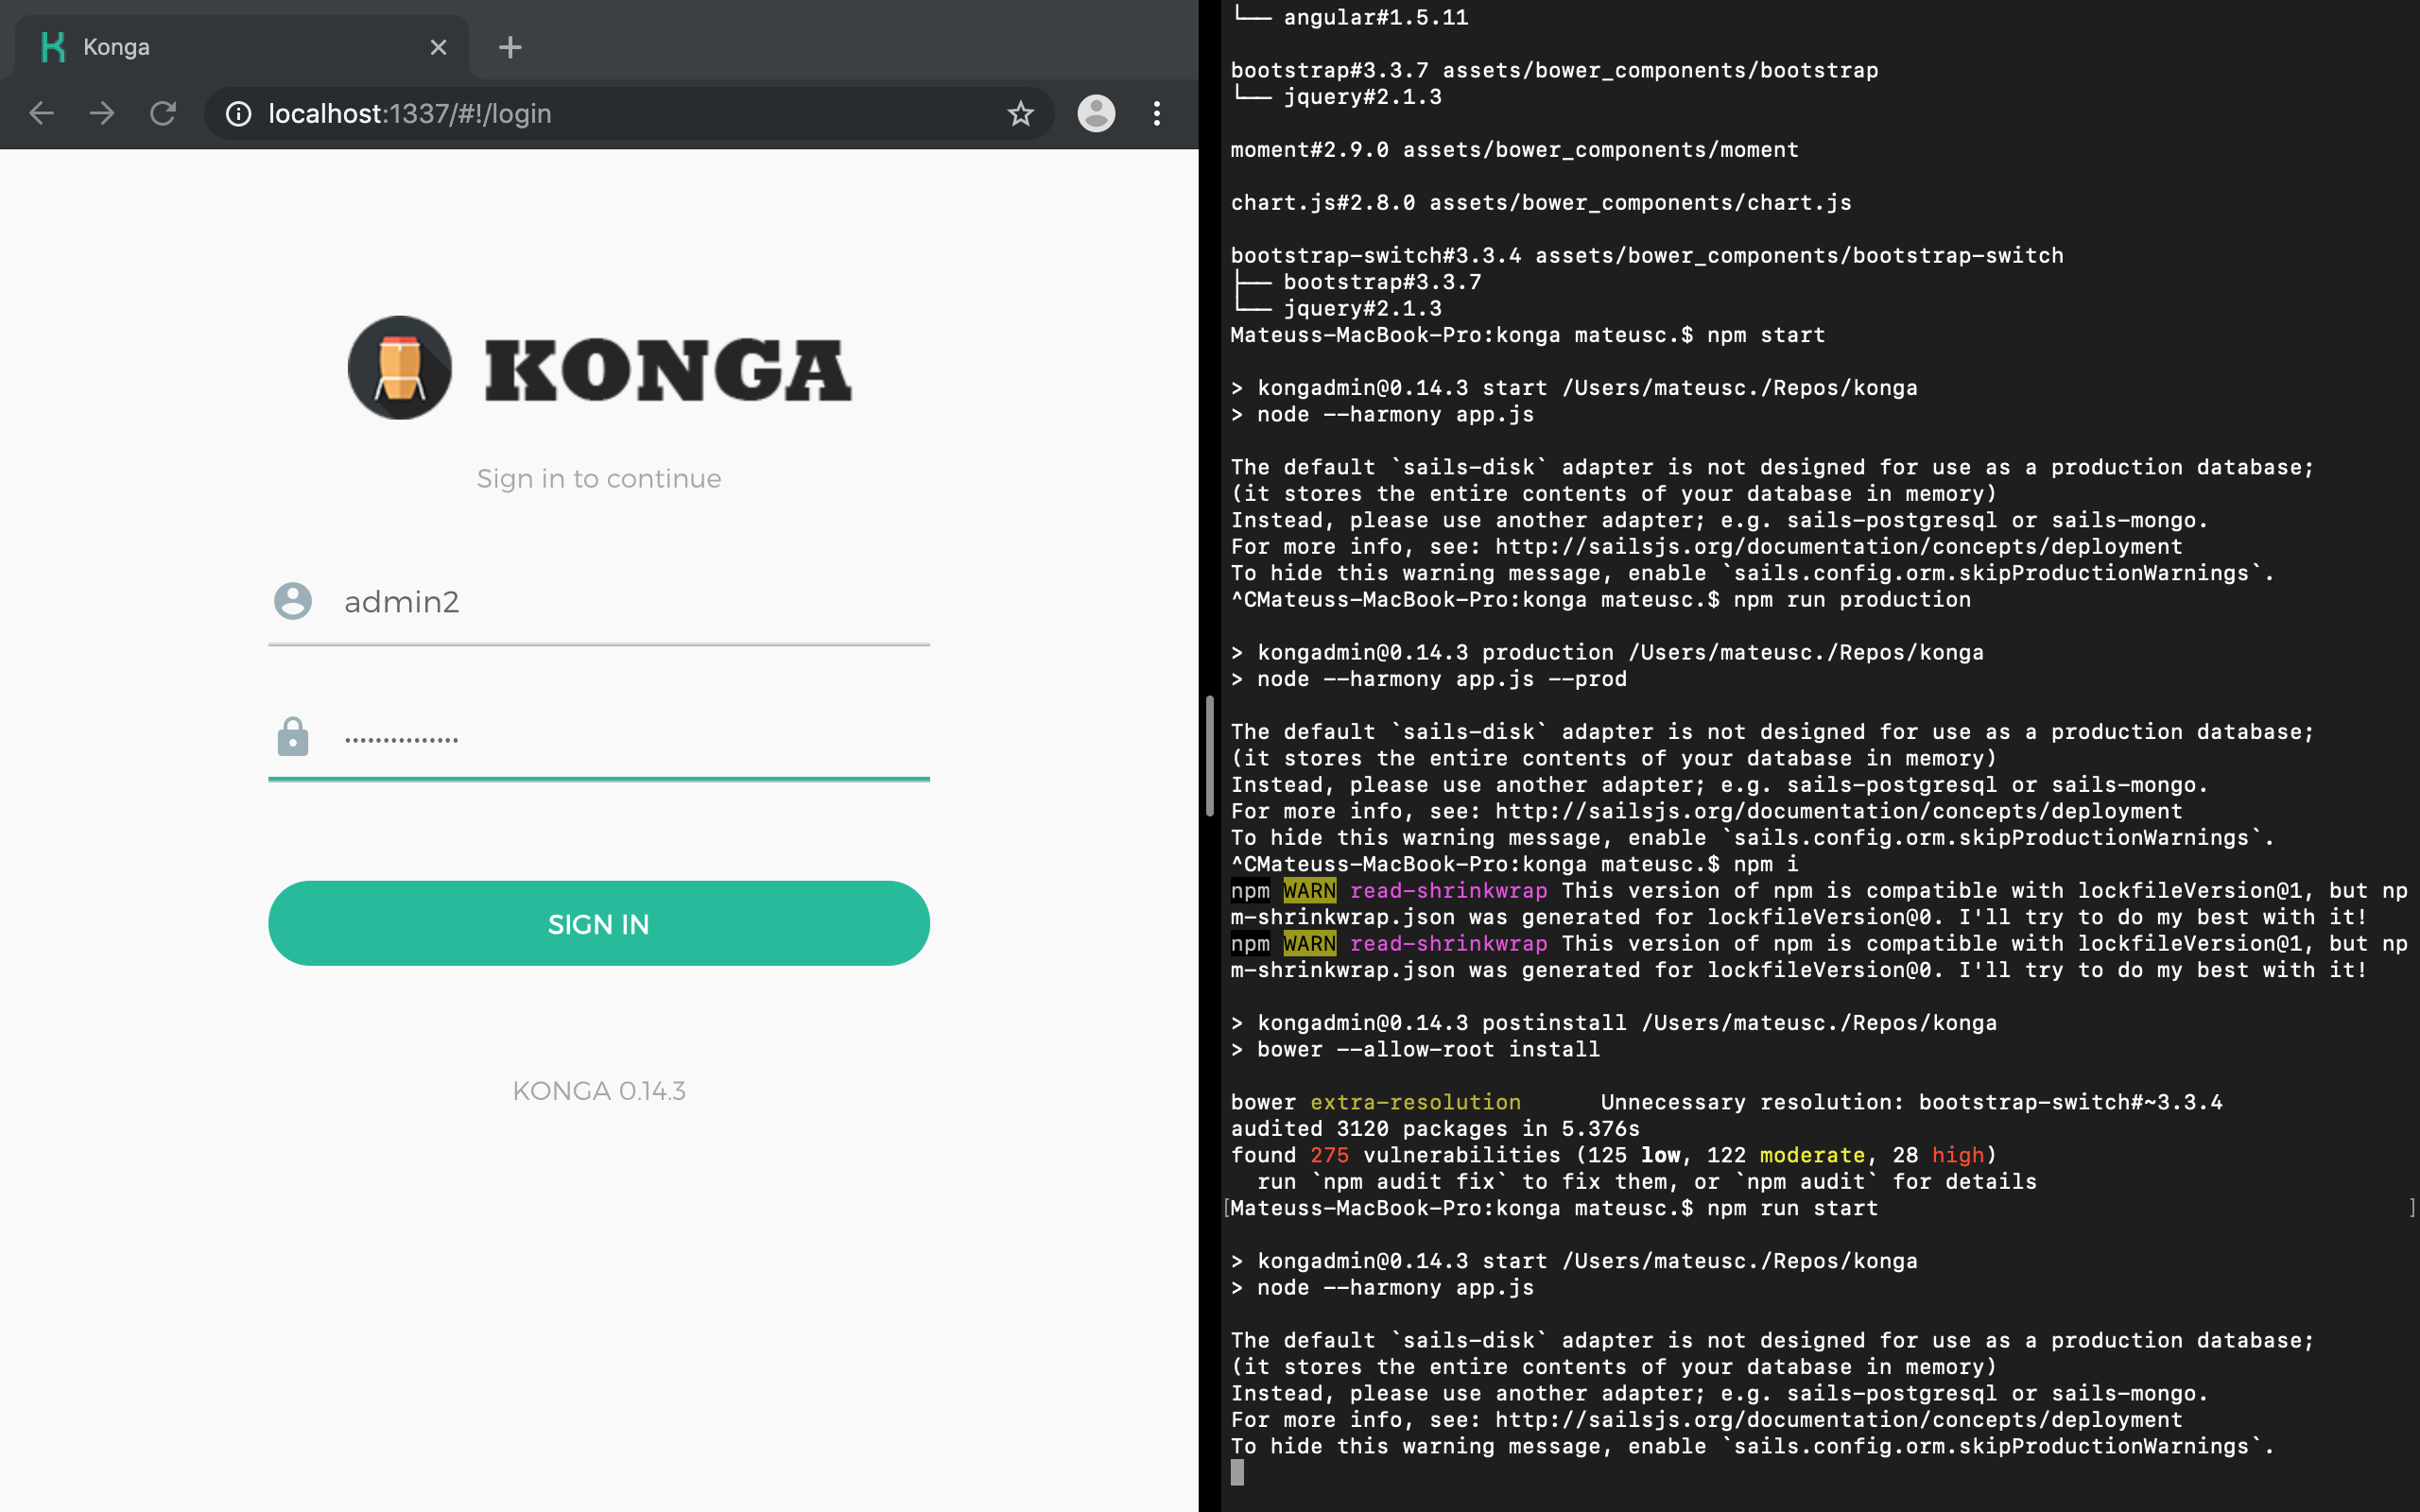 Konga
localhost:1337/#!/login
KONGA
Sign in to continue
admin2
SIGN IN
KONGA 0.14.3
└── angular#1.5.11
bootstrap#3.3.7 assets/bower_components/bootstrap
└── jquery#2.1.3
moment#2.9.0 assets/bower_components/moment
chart.js#2.8.0 assets/bower_components/chart.js
bootstrap-switch#3.3.4 assets/bower_components/bootstrap-switch
├── bootstrap#3.3.7
└── jquery#2.1.3
Mateuss-MacBook-Pro:konga mateusc.$ npm start
> kongadmin@0.14.3 start /Users/mateusc./Repos/konga
> node --harmony app.js
The default `sails-disk` adapter is not designed for use as a production database;
(it stores the entire contents of your database in memory)
Instead, please use another adapter; e.g. sails-postgresql or sails-mongo.
For more info, see: http://sailsjs.org/documentation/concepts/deployment
To hide this warning message, enable `sails.config.orm.skipProductionWarnings`.
^CMateuss-MacBook-Pro:konga mateusc.$ npm run production
> kongadmin@0.14.3 production /Users/mateusc./Repos/konga
> node --harmony app.js --prod
The default `sails-disk` adapter is not designed for use as a production database;
(it stores the entire contents of your database in memory)
Instead, please use another adapter; e.g. sails-postgresql or sails-mongo.
For more info, see: http://sailsjs.org/documentation/concepts/deployment
To hide this warning message, enable `sails.config.orm.skipProductionWarnings`.
^CMateuss-MacBook-Pro:konga mateusc.$ npm i
npm WARN read-shrinkwrap This version of npm is compatible with lockfileVersion@1, but np
m-shrinkwrap.json was generated for lockfileVersion@0. I'll try to do my best with it!
npm WARN read-shrinkwrap This version of npm is compatible with lockfileVersion@1, but np
m-shrinkwrap.json was generated for lockfileVersion@0. I'll try to do my best with it!
> kongadmin@0.14.3 postinstall /Users/mateusc./Repos/konga
> bower --allow-root install
bower extra-resolution      Unnecessary resolution: bootstrap-switch#~3.3.4
audited 3120 packages in 5.376s
found 275 vulnerabilities (125 low, 122 moderate, 28 high)
  run `npm audit fix` to fix them, or `npm audit` for details
[Mateuss-MacBook-Pro:konga mateusc.$ npm run start ]
> kongadmin@0.14.3 start /Users/mateusc./Repos/konga
> node --harmony app.js
The default `sails-disk` adapter is not designed for use as a production database;
(it stores the entire contents of your database in memory)
Instead, please use another adapter; e.g. sails-postgresql or sails-mongo.
For more info, see: http://sailsjs.org/documentation/concepts/deployment
To hide this warning message, enable `sails.config.orm.skipProductionWarnings`.